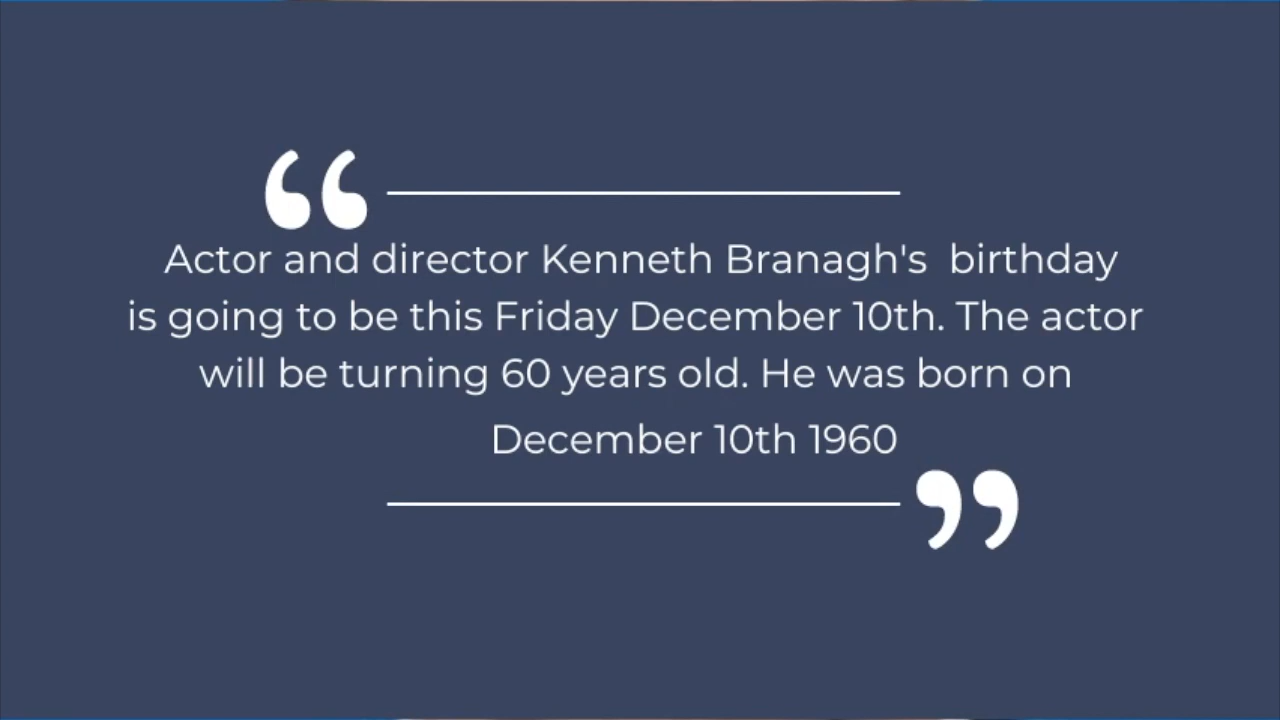 “
Actor and director Kenneth Branagh's  birthday
is going to be this Friday December 10th. The actor
will be turning 60 years old. He was born on
December 10th 1960
”